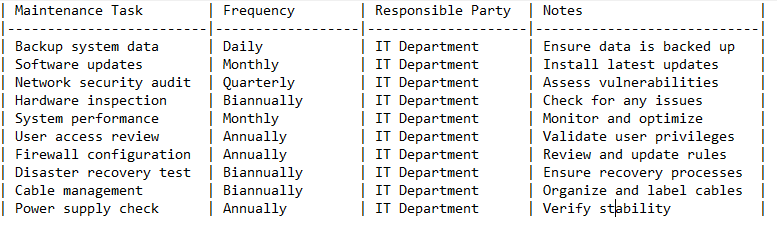 | Maintenance Task | Frequency | Responsible Party | Notes |
|------------------------|------------------|--------------------|---------------------------|
| Backup system data | Daily | IT Department | Ensure data is backed up |
| Software updates | Monthly | IT Department | Install latest updates |
| Network security audit | Quarterly | IT Department | Assess vulnerabilities |
| Hardware inspection | Biannually | IT Department | Check for any issues |
| System performance | Monthly | IT Department | Monitor and optimize |
| User access review | Annually | IT Department | Validate user privileges |
| Firewall configuration | Annually | IT Department | Review and update rules |
| Disaster recovery test | Biannually | IT Department | Ensure recovery processes |
| Cable management | Biannually | IT Department | Organize and label cables |
| Power supply check | Annually | IT Department | Verify stability |